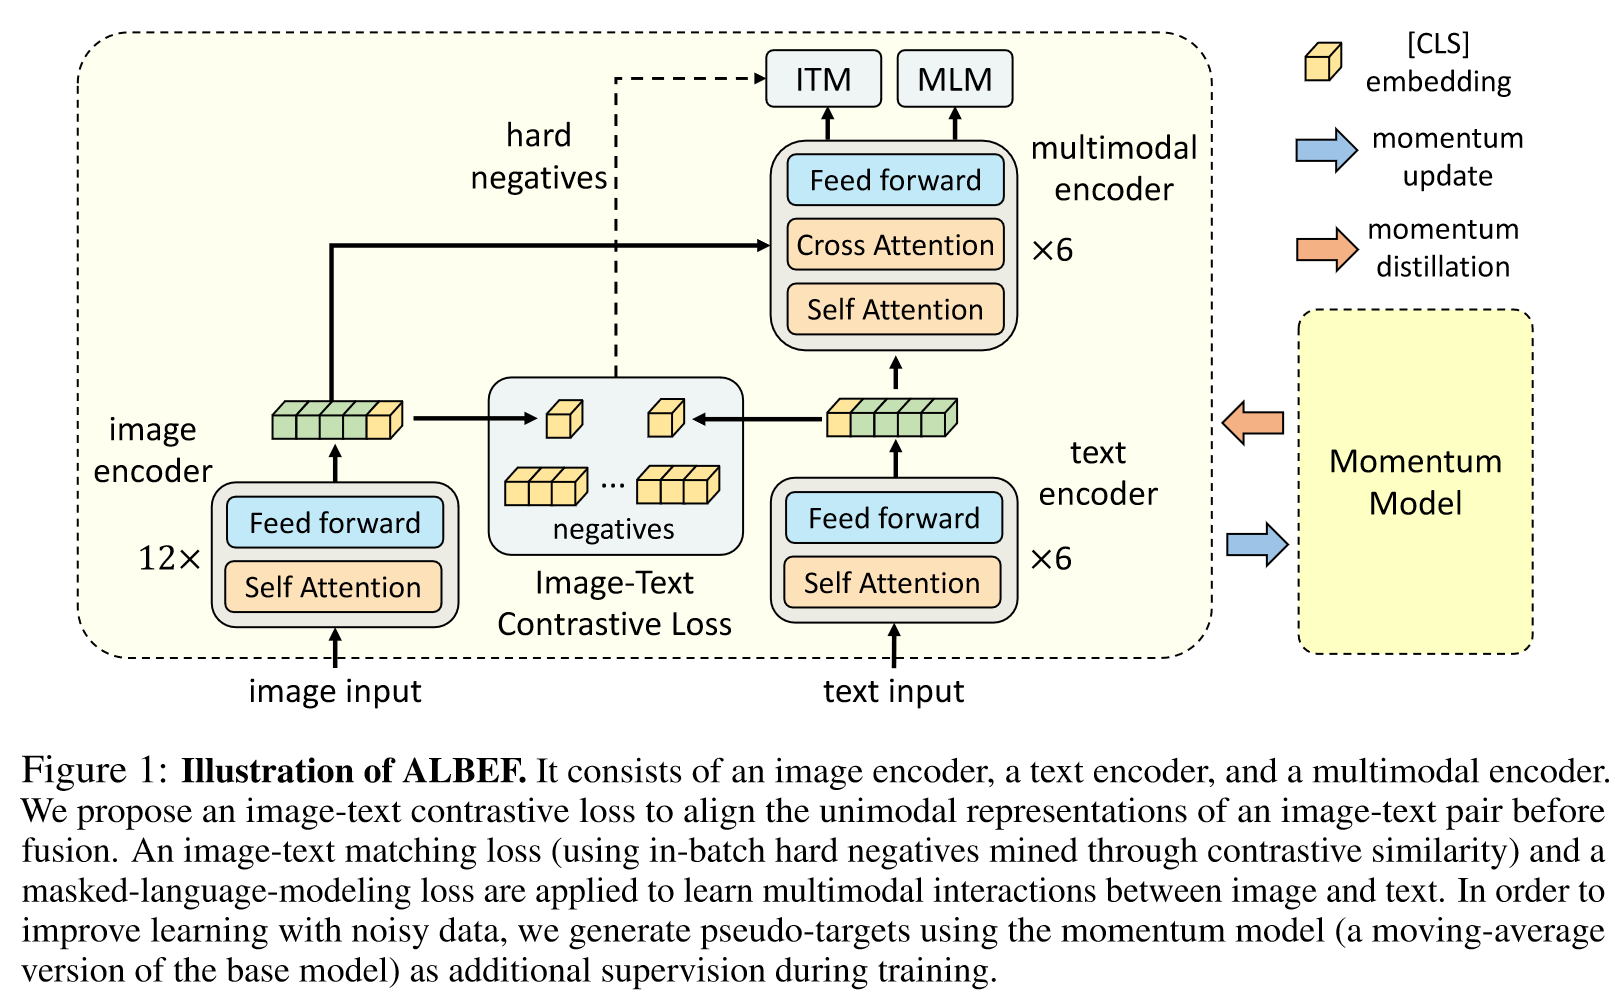 ITM
MLM
hard
negatives
Feed forward
Cross Attention
Self Attention
multimodal
encoder
×6
[CLS]
embedding
momentum
update
momentum
distillation
image
encoder
12×
Feed forward
Self Attention
...
negatives
Image-Text
Contrastive Loss
text
encoder
Feed forward
Self Attention
×6
Momentum
Model
image input
text input
Figure 1: Illustration of ALBEF. It consists of an image encoder, a text encoder, and a multimodal encoder.
We propose an image-text contrastive loss to align the unimodal representations of an image-text pair before
fusion. An image-text matching loss (using in-batch hard negatives mined through contrastive similarity) and a
masked-language-modeling loss are applied to learn multimodal interactions between image and text. In order to
improve learning with noisy data, we generate pseudo-targets using the momentum model (a moving-average
version of the base model) as additional supervision during training.